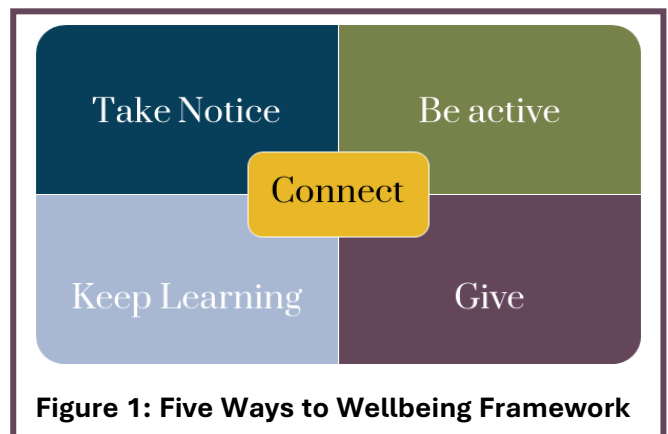 Take Notice
Be active
Connect
Keep Learning
Give
Figure 1: Five Ways to Wellbeing Framework